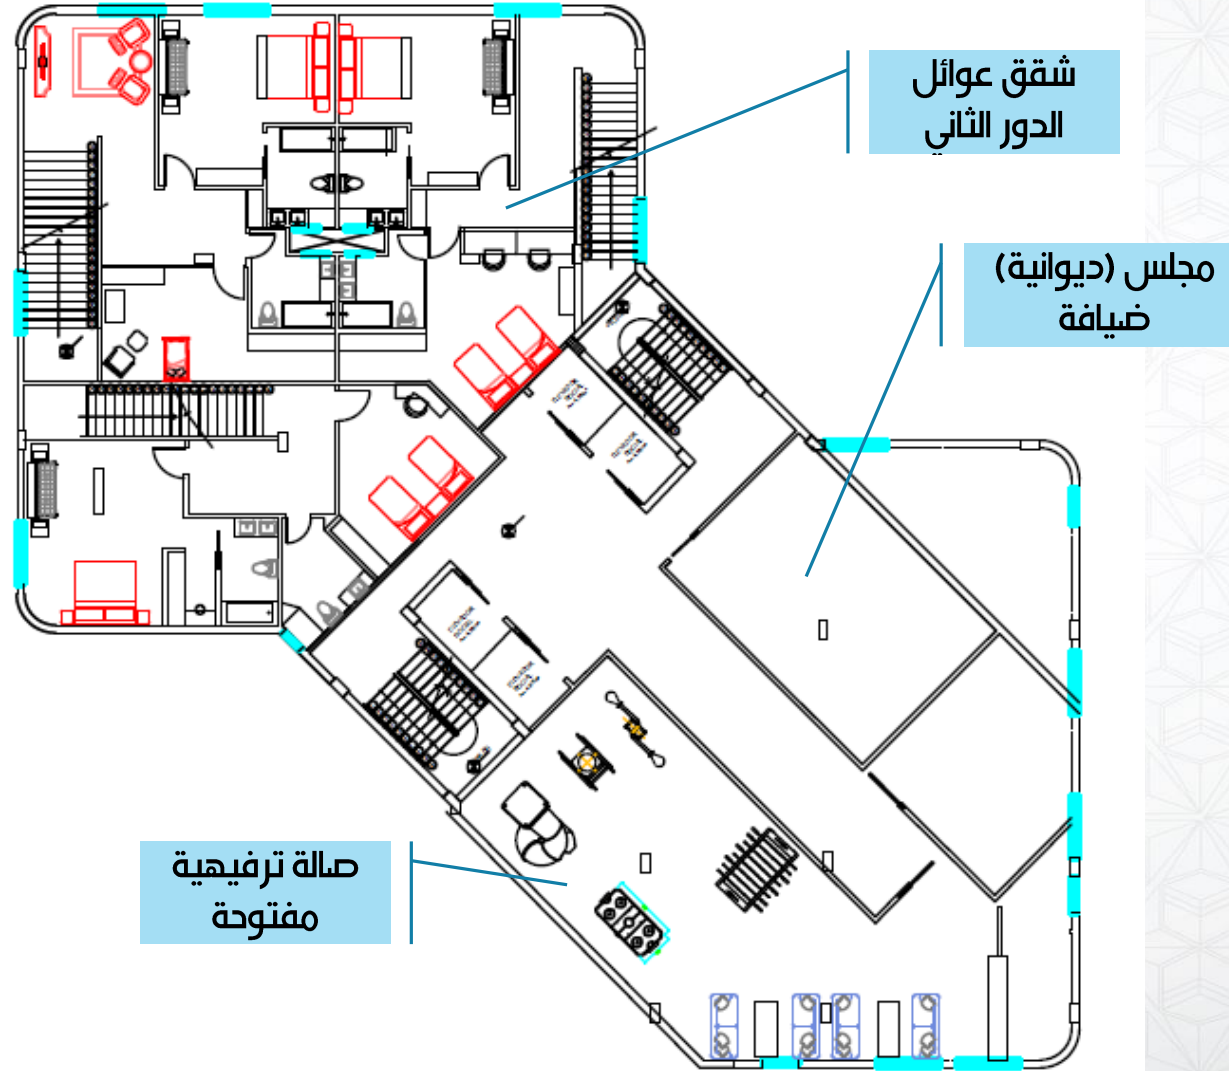 شقق عوائل
الدور الثاني
مجلس (ديوانية)
ضيافة
صالة ترفيهية
مفتوحة